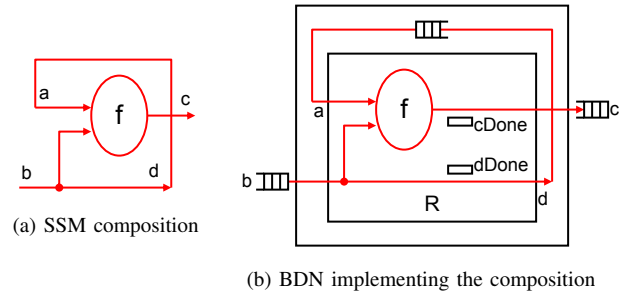 a
f
c
b
d
(a) SSM composition
a
f
cDone
c
b
dDone
d
R
(b) BDN implementing the composition